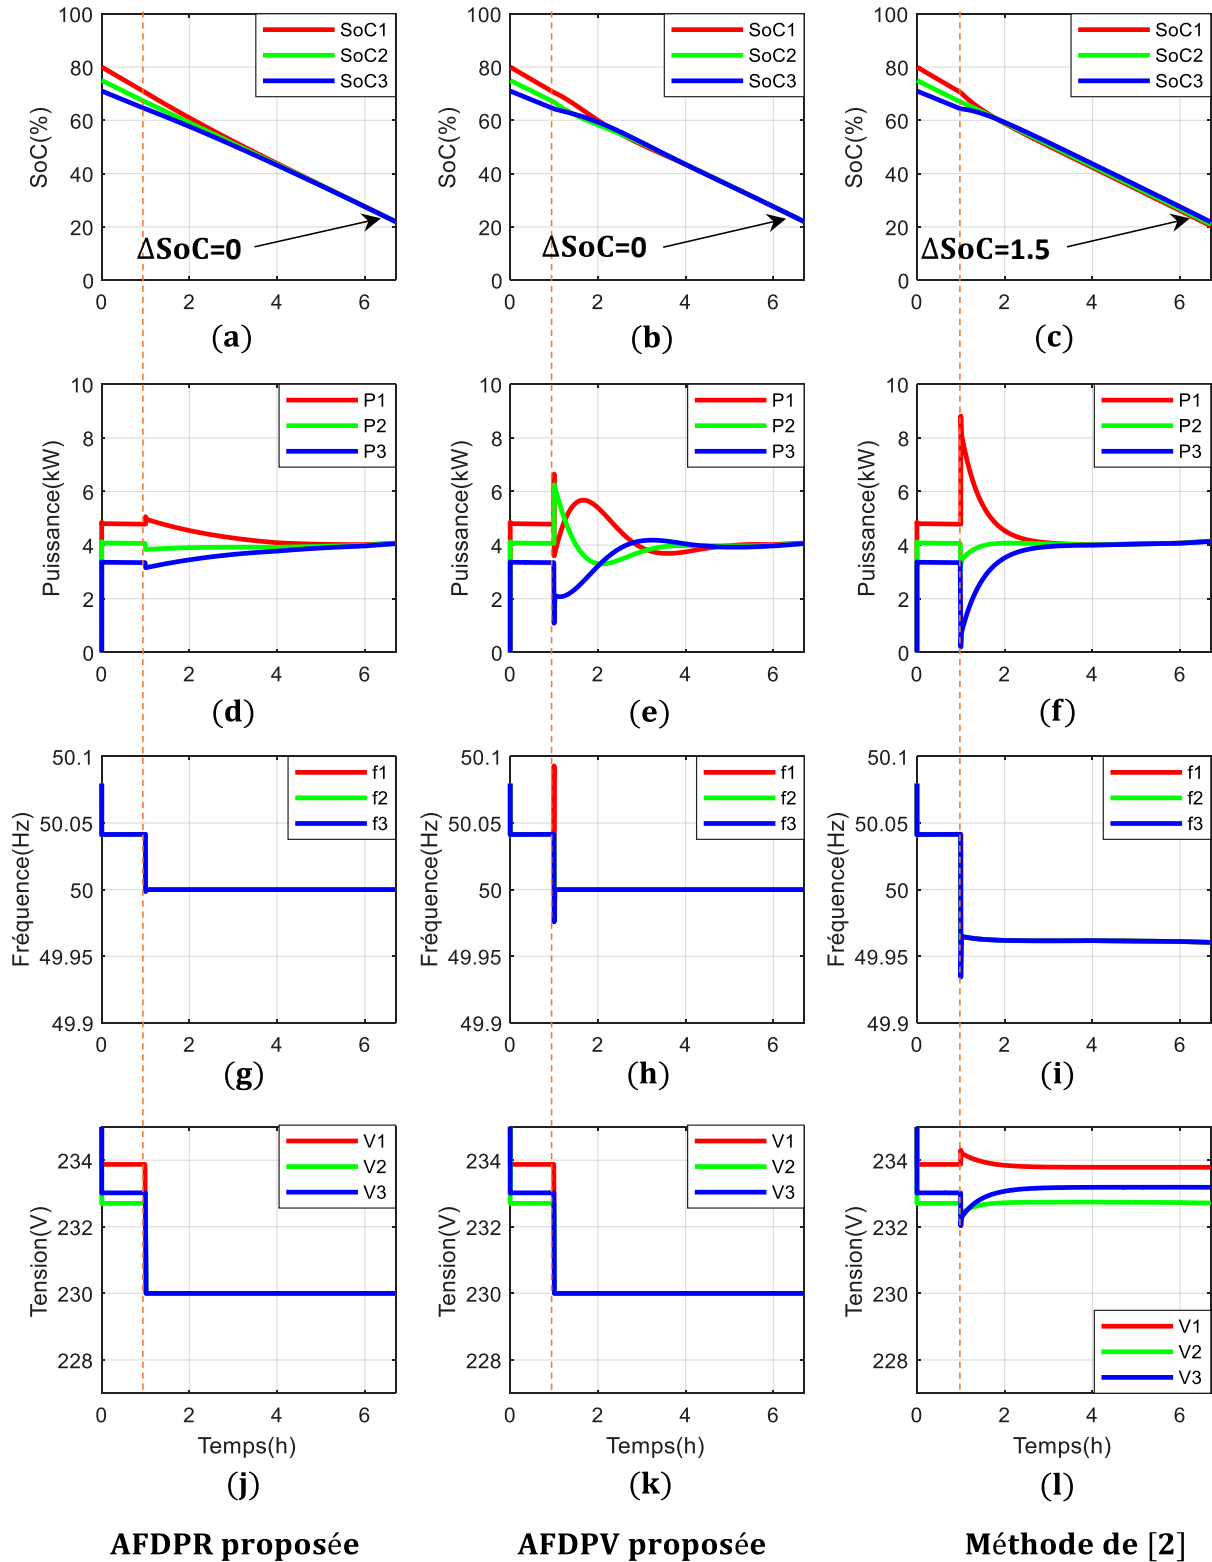 100
80
60
40
20
0
SoC(%)
SoC1
SoC2
SoC3
ΔSoC=0
0 2 4 6
(a)
100
80
60
40
20
0
SoC(%)
SoC1
SoC2
SoC3
ΔSoC=0
0 2 4 6
(b)
100
80
60
40
20
0
SoC(%)
SoC1
SoC2
SoC3
ΔSoC=1.5
0 2 4 6
(c)
10
8
6
4
2
0
Puissance(kW)
P1
P2
P3
0 2 4 6
(d)
10
8
6
4
2
0
Puissance(kW)
P1
P2
P3
0 2 4 6
(e)
10
8
6
4
2
0
Puissance(kW)
P1
P2
P3
0 2 4 6
(f)
50.1
50.05
50
49.95
49.9
Fréquence(Hz)
f1
f2
f3
0 2 4 6
(g)
50.1
50.05
50
49.95
49.9
Fréquence(Hz)
f1
f2
f3
0 2 4 6
(h)
50.1
50.05
50
49.95
49.9
Fréquence(Hz)
f1
f2
f3
0 2 4 6
(i)
234
232
230
228
Tension(V)
V1
V2
V3
0 2 4 6
Temps(h)
(j)
234
232
230
228
Tension(V)
V1
V2
V3
0 2 4 6
Temps(h)
(k)
234
232
230
228
Tension(V)
V1
V2
V3
0 2 4 6
Temps(h)
(l)
AFDPR proposée
AFDPV proposée
Méthode de [2]